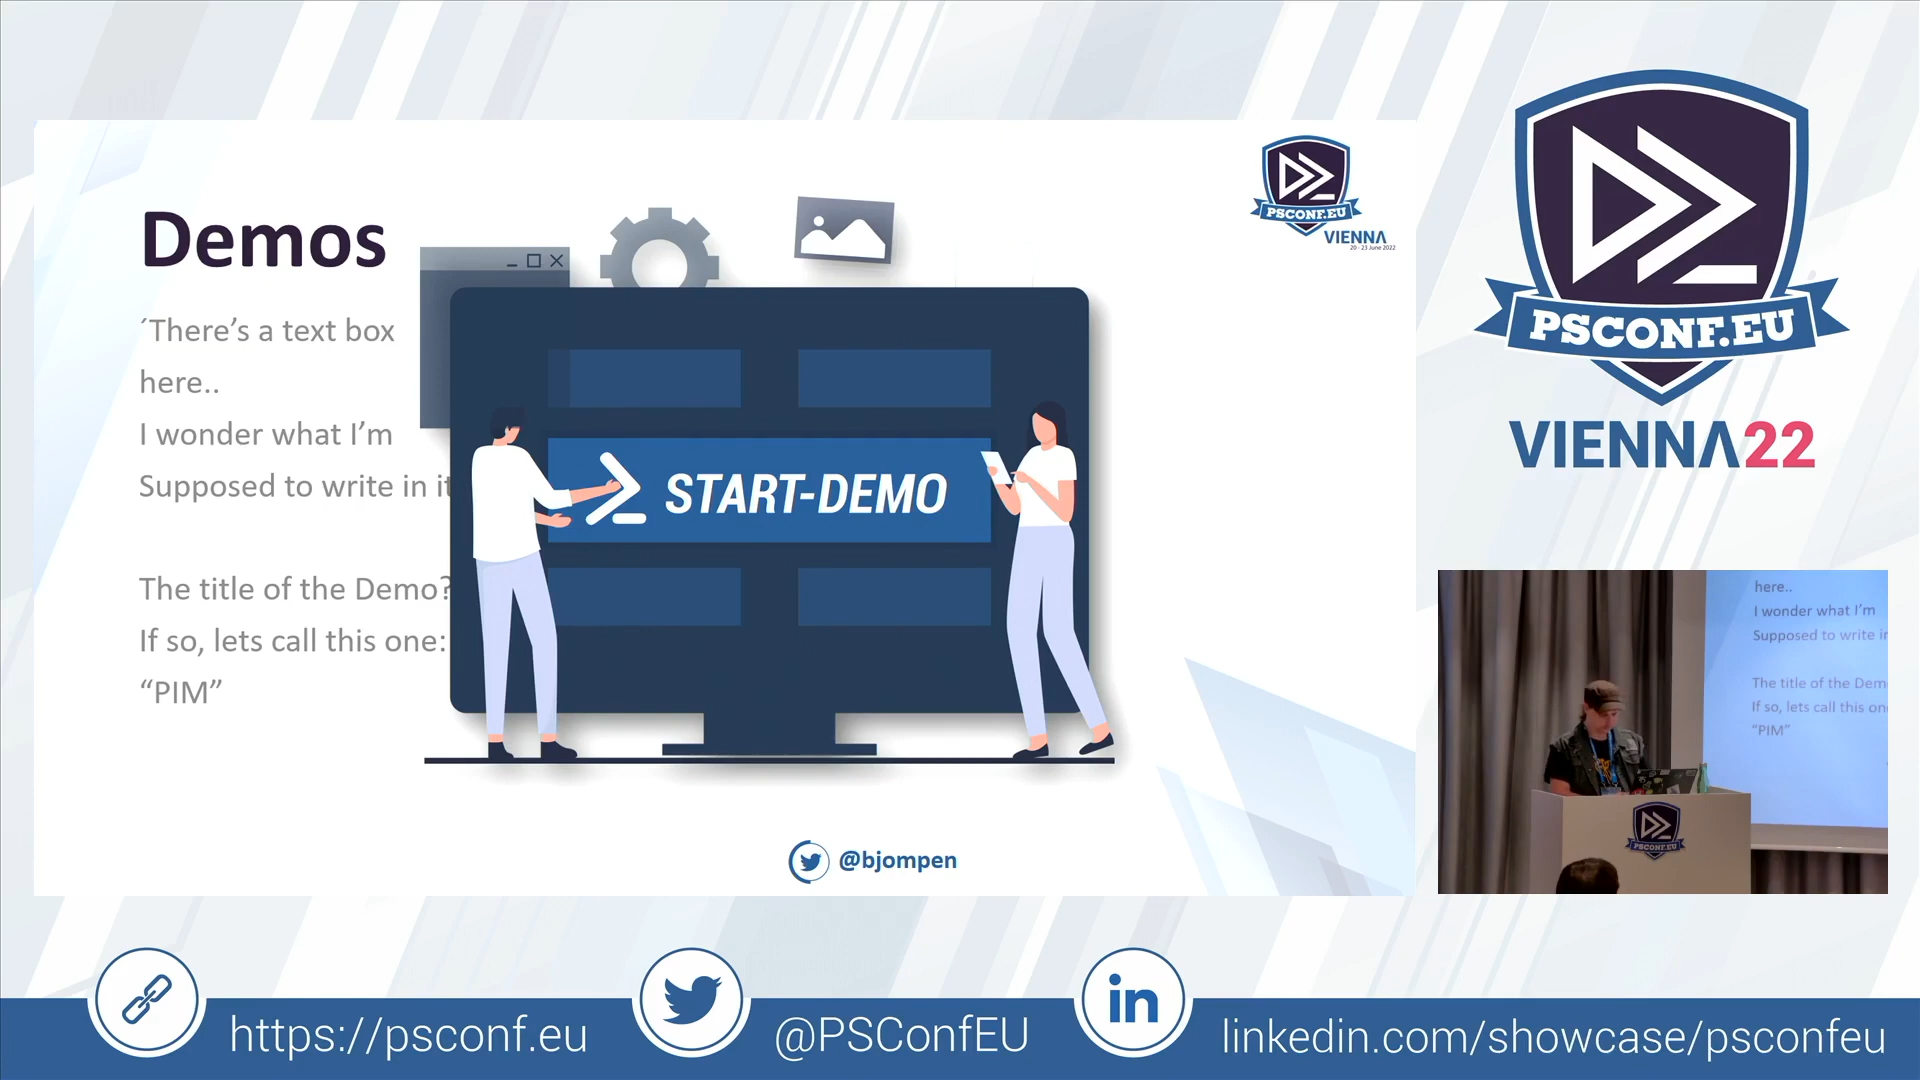 Demos
´There’s a text box
here..
I wonder what I’m
Supposed to write in it
The title of the Demo?
If so, lets call this one:
“PIM”
START-DEMO
@bjompen
PSCONF.EU
VIENNA
20 - 23 June 2022
PSCONF.EU
VIENNA22
here..
I wonder what I’m
Supposed to write in
The title of the Dem
If so, lets call this on
“PIM”
PSCONF.EU
https://psconf.eu
@PSConfEU
in
linkedin.com/showcase/psconfeu